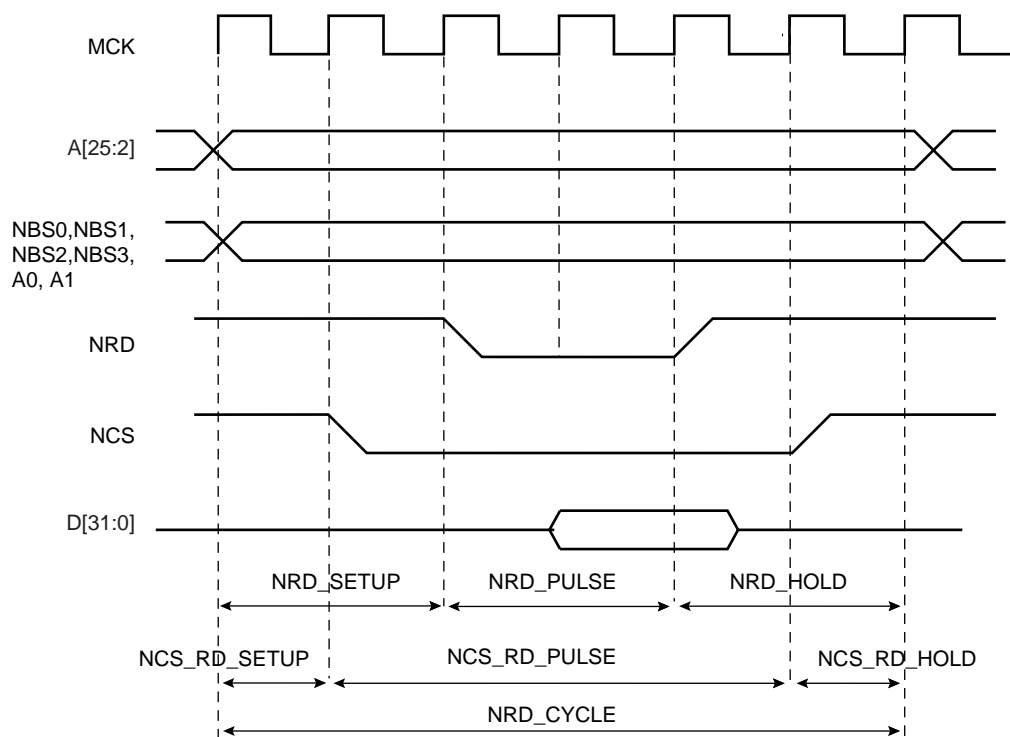 MCK
A[25:2]
NBS0,NBS1,
NBS2,NBS3,
A0, A1
NRD
NCS
D[31:0]
NRD_SETUP
NRD_PULSE
NRD_HOLD
NCS_RD_SETUP
NCS_RD_PULSE
NCS_RD_HOLD
NRD_CYCLE